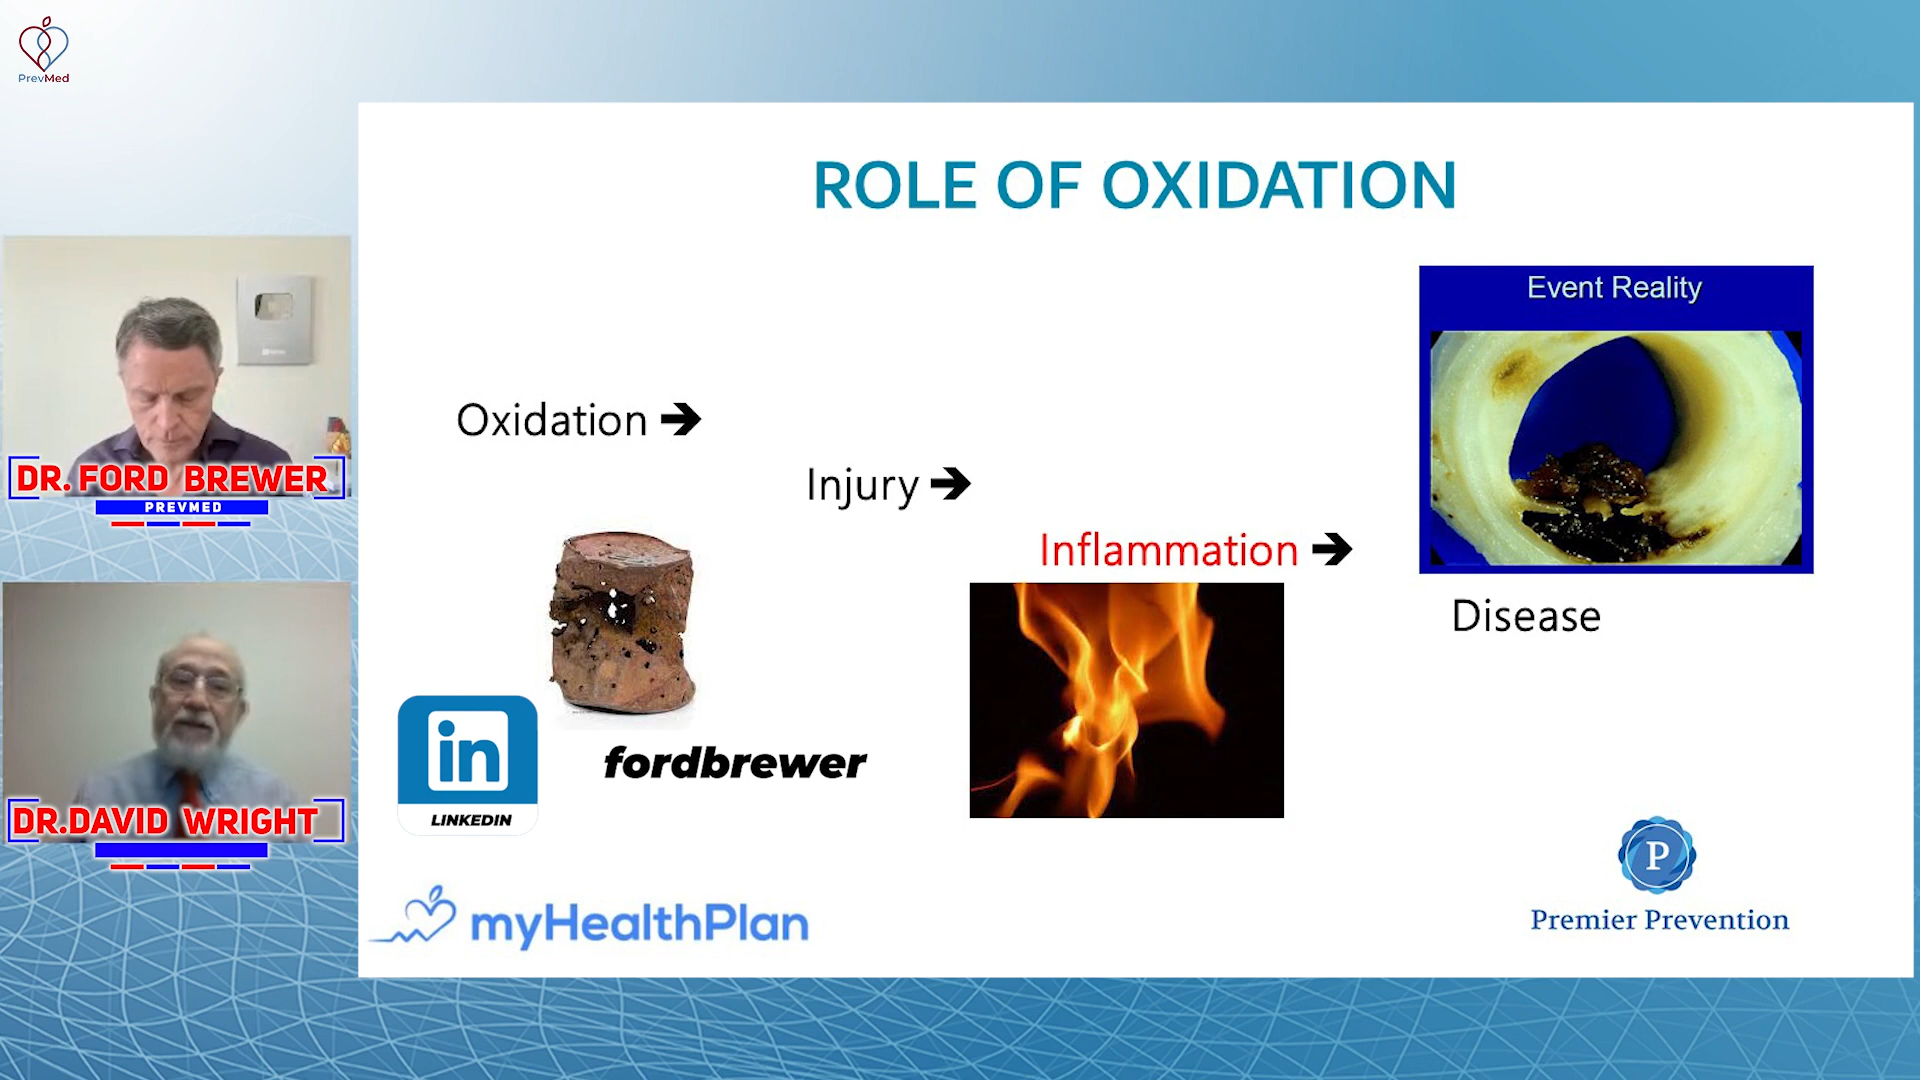 PrevMed
ROLE OF OXIDATION
Event Reality
Oxidation ➔
Injury ➔
Inflammation ➔
Disease
DR. FORD BREWER
PREVMED
DR.DAVID WRIGHT
in
LINKEDIN
fordbrewer
myHealthPlan
P
Premier Prevention